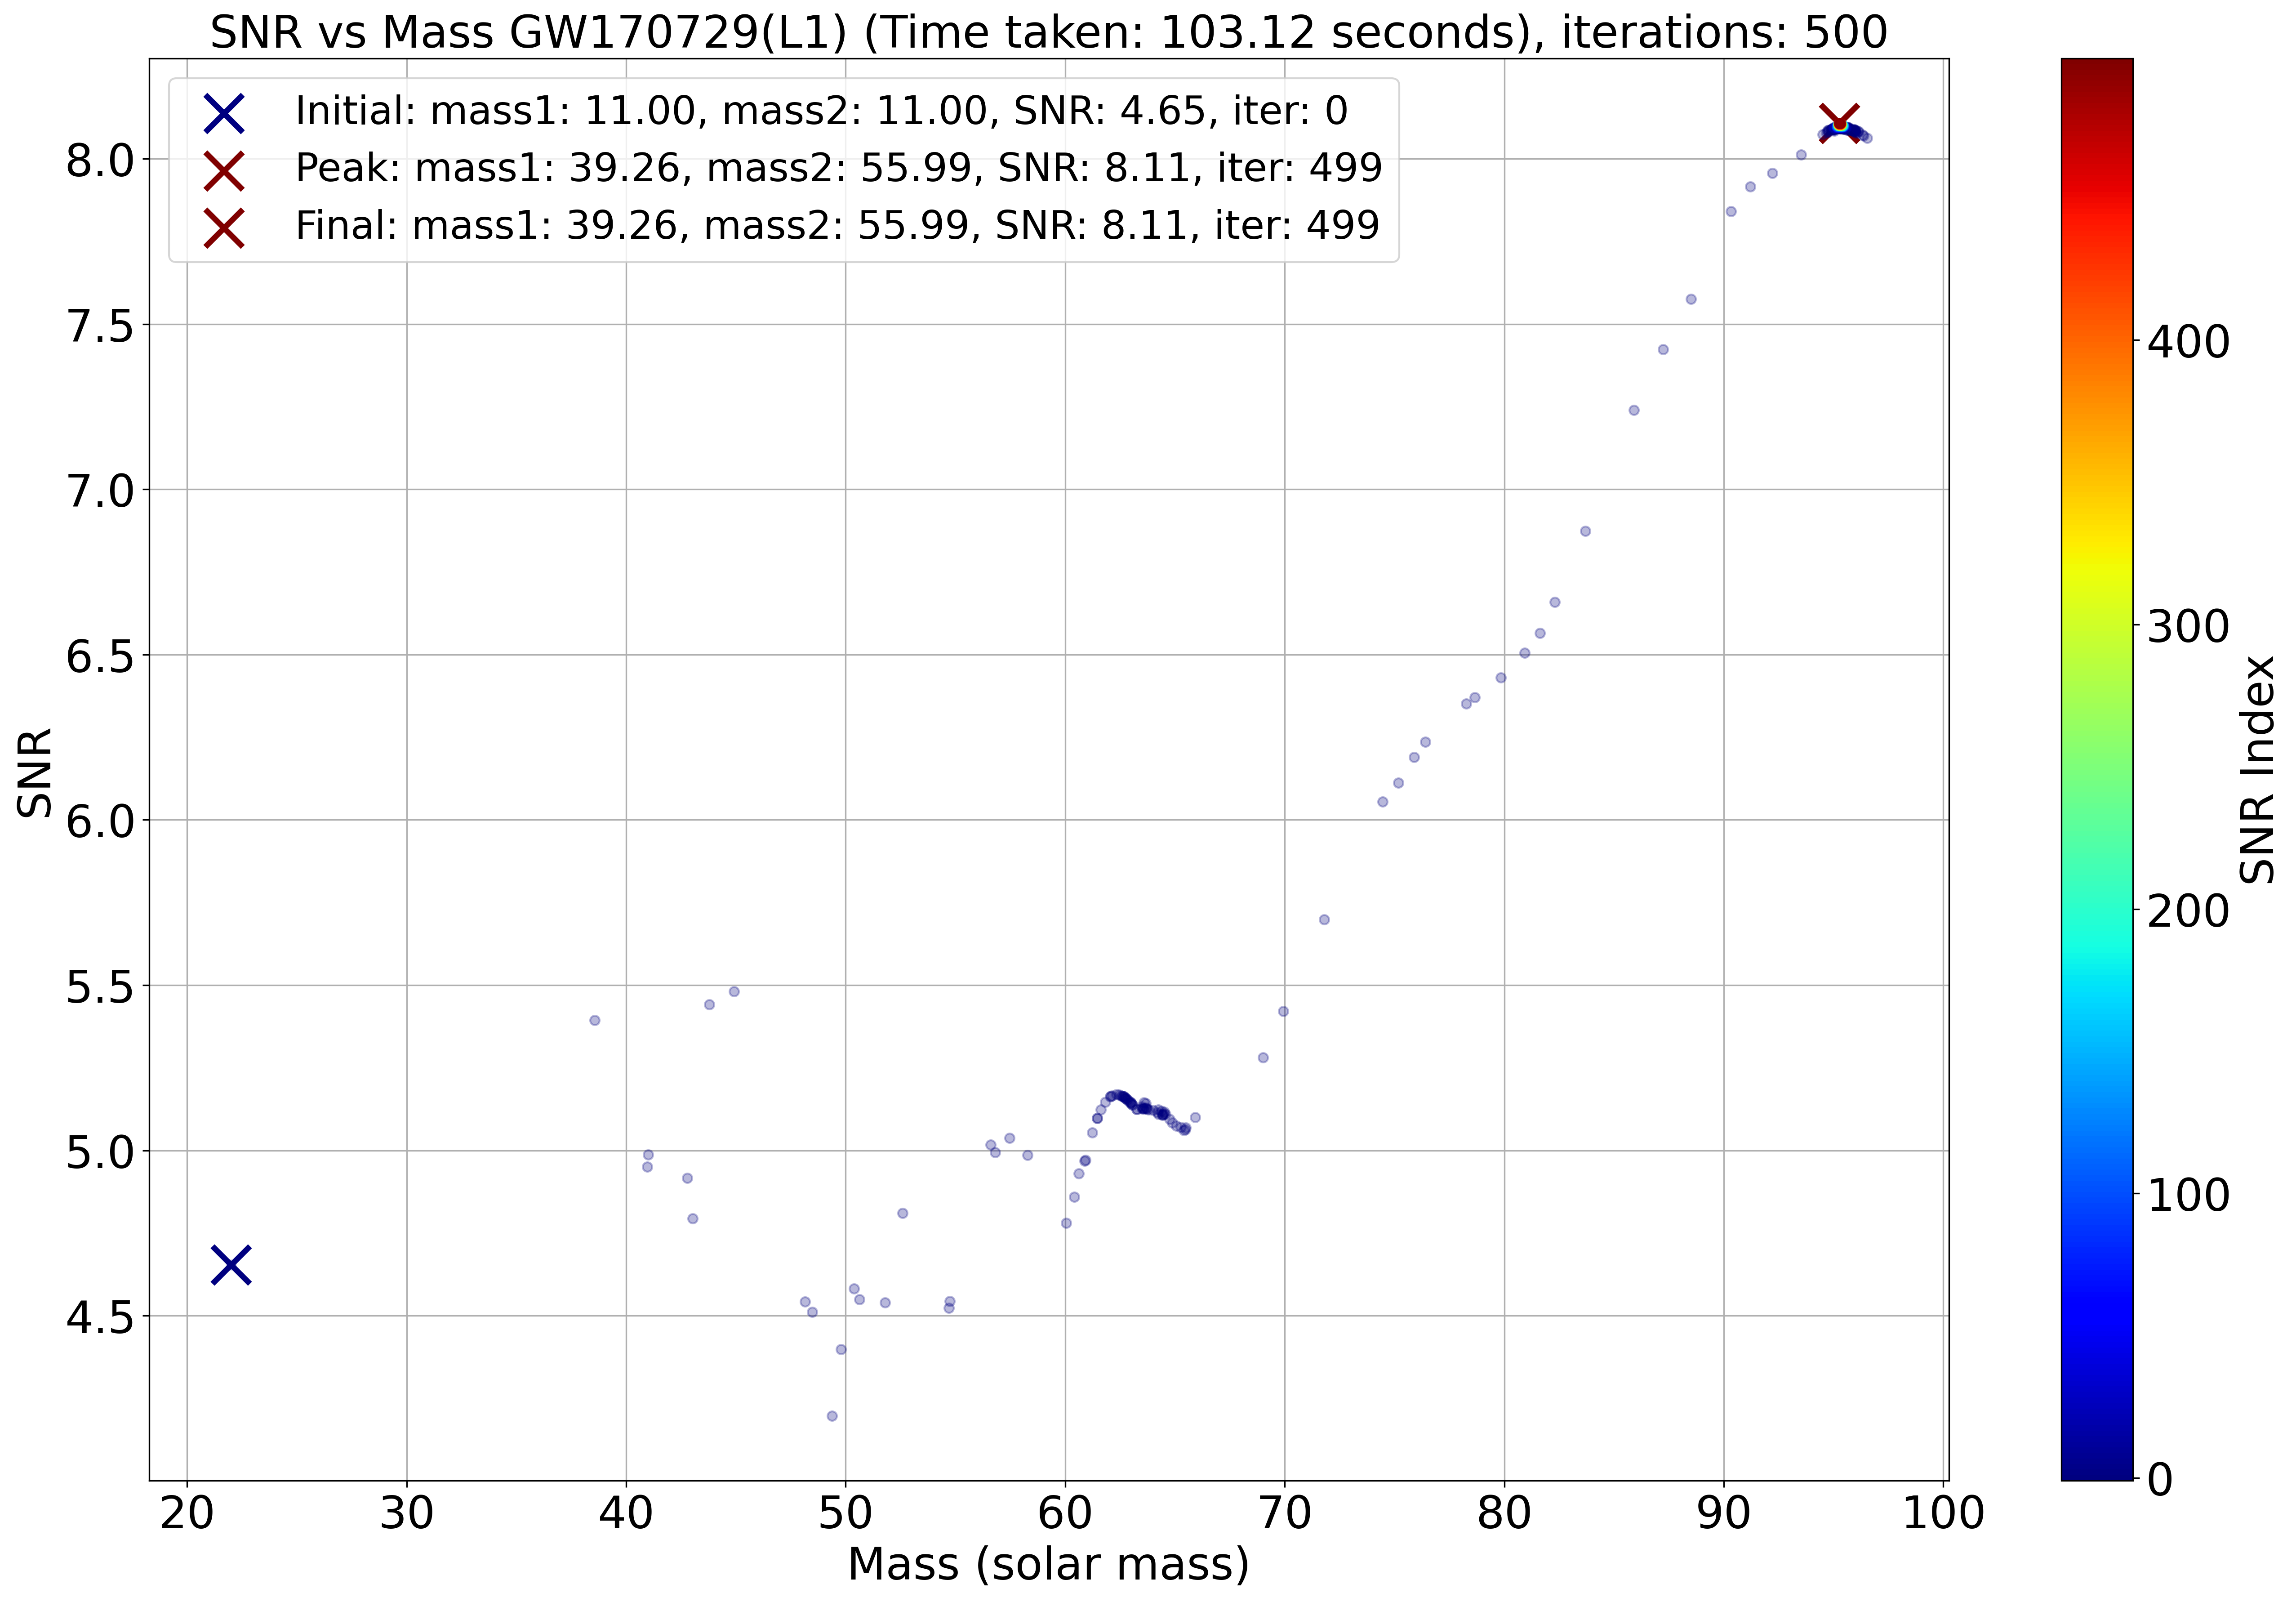 SNR vs Mass GW170729(L1) (Time taken: 103.12 seconds), iterations: 500
Initial: mass1: 11.00, mass2: 11.00, SNR: 4.65, iter: 0
Peak: mass1: 39.26, mass2: 55.99, SNR: 8.11, iter: 499
Final: mass1: 39.26, mass2: 55.99, SNR: 8.11, iter: 499
SNR
8.0
7.5
7.0
6.5
6.0
5.5
5.0
4.5
20 30 40 50 60 70 80 90 100
Mass (solar mass)
400
300
200
100
0
SNR Index